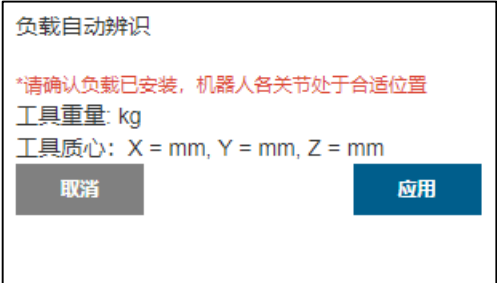 负载自动辨识
*请确认负载已安装，机器人各关节处于合适位置
工具重量: kg
工具质心：X = mm, Y = mm, Z = mm
取消 应用